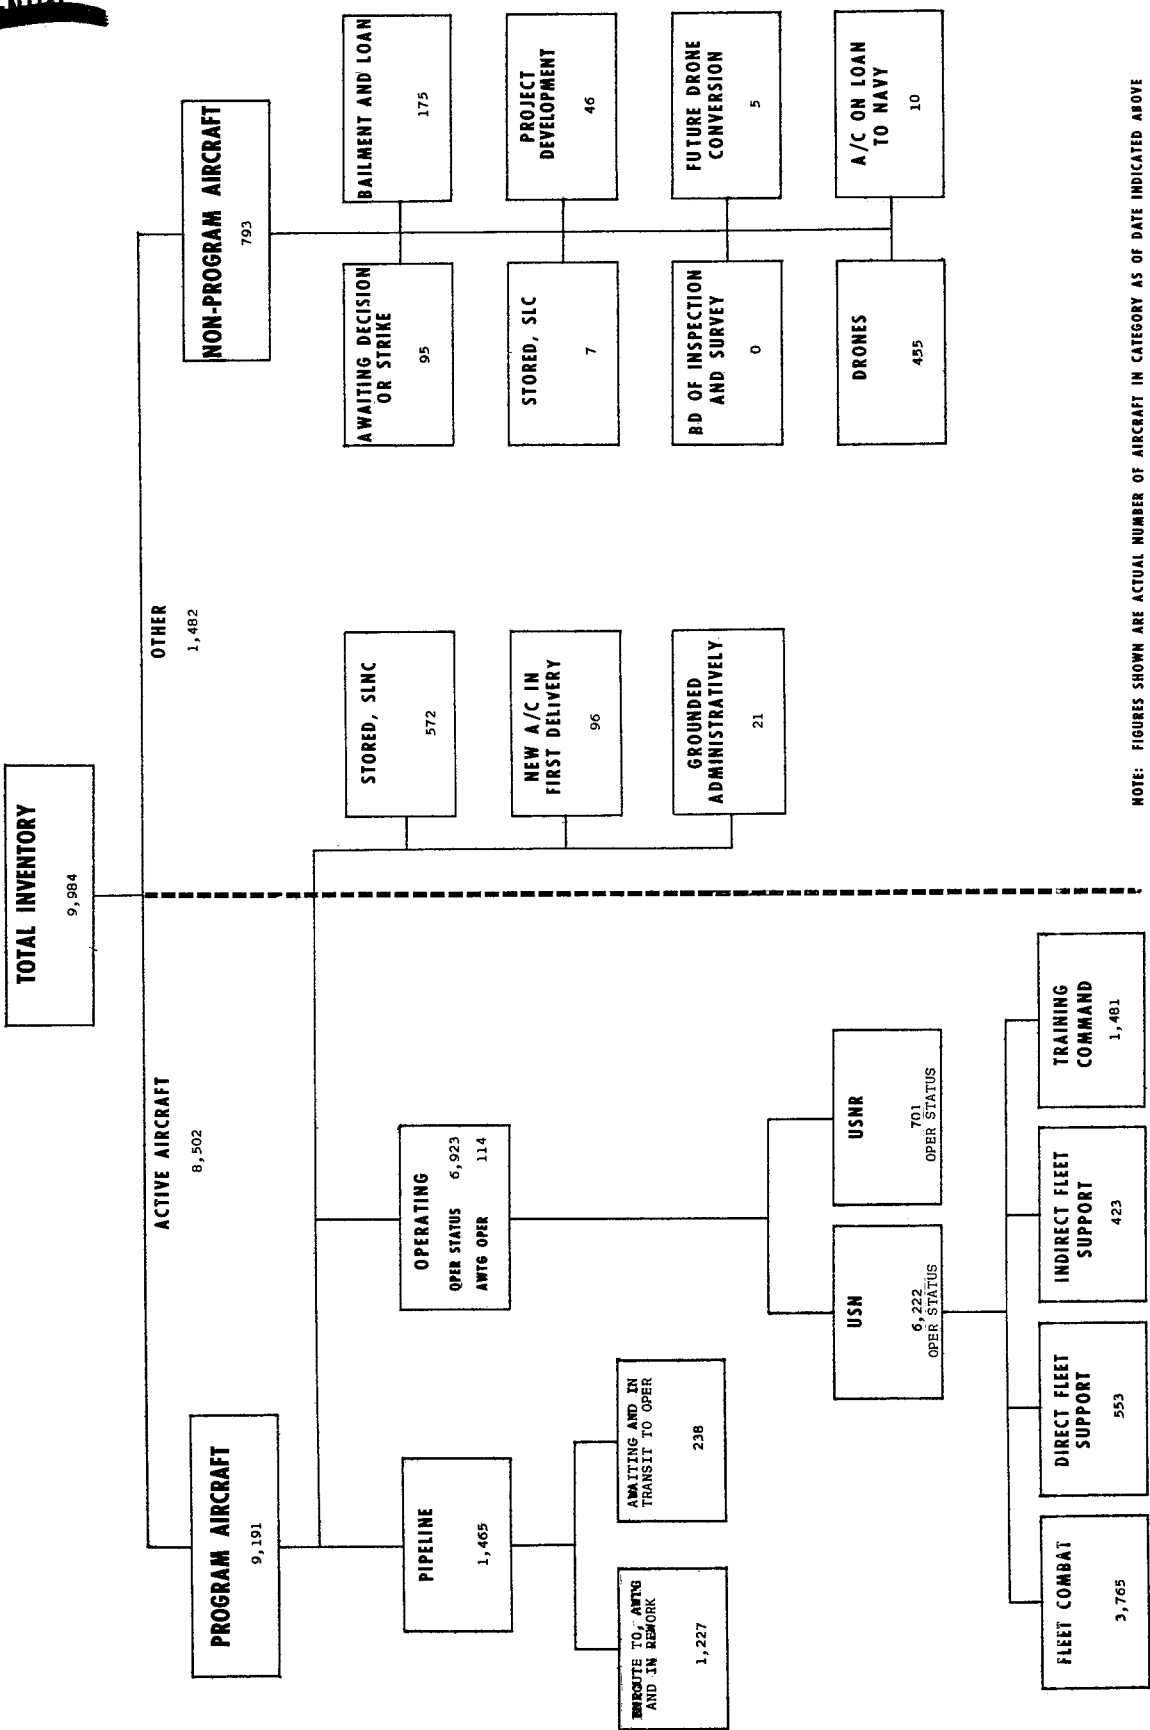 TOTAL INVENTORY
9,984
ACTIVE AIRCRAFT
8,502
OTHER
1,482
PROGRAM AIRCRAFT
9,191
NON-PROGRAM AIRCRAFT
793
PIPELINE
1,465
OPERATING
OPER STATUS 6,923
AWTG OPER 114
STORED, SLNC
572
AWAITING DECISION
OR STRIKE
95
BAILMENT AND LOAN
175
NEW A/C IN
FIRST DELIVERY
96
STORED, SLC
7
PROJECT
DEVELOPMENT
46
ENROUTE TO, AWTG
AND IN REWORK
1,227
AWAITING AND IN
TRANSIT TO OPER
238
GROUNDED
ADMINISTRATIVELY
21
BD OF INSPECTION
AND SURVEY
0
FUTURE DRONE
CONVERSION
5
USN
6,222
OPER STATUS
USNR
701
OPER STATUS
DRONES
455
A/C ON LOAN
TO NAVY
10
FLEET COMBAT
3,765
DIRECT FLEET
SUPPORT
553
INDIRECT FLEET
SUPPORT
423
TRAINING
COMMAND
1,481
NOTE: FIGURES SHOWN ARE ACTUAL NUMBER OF AIRCRAFT IN CATEGORY AS OF DATE INDICATED ABOVE